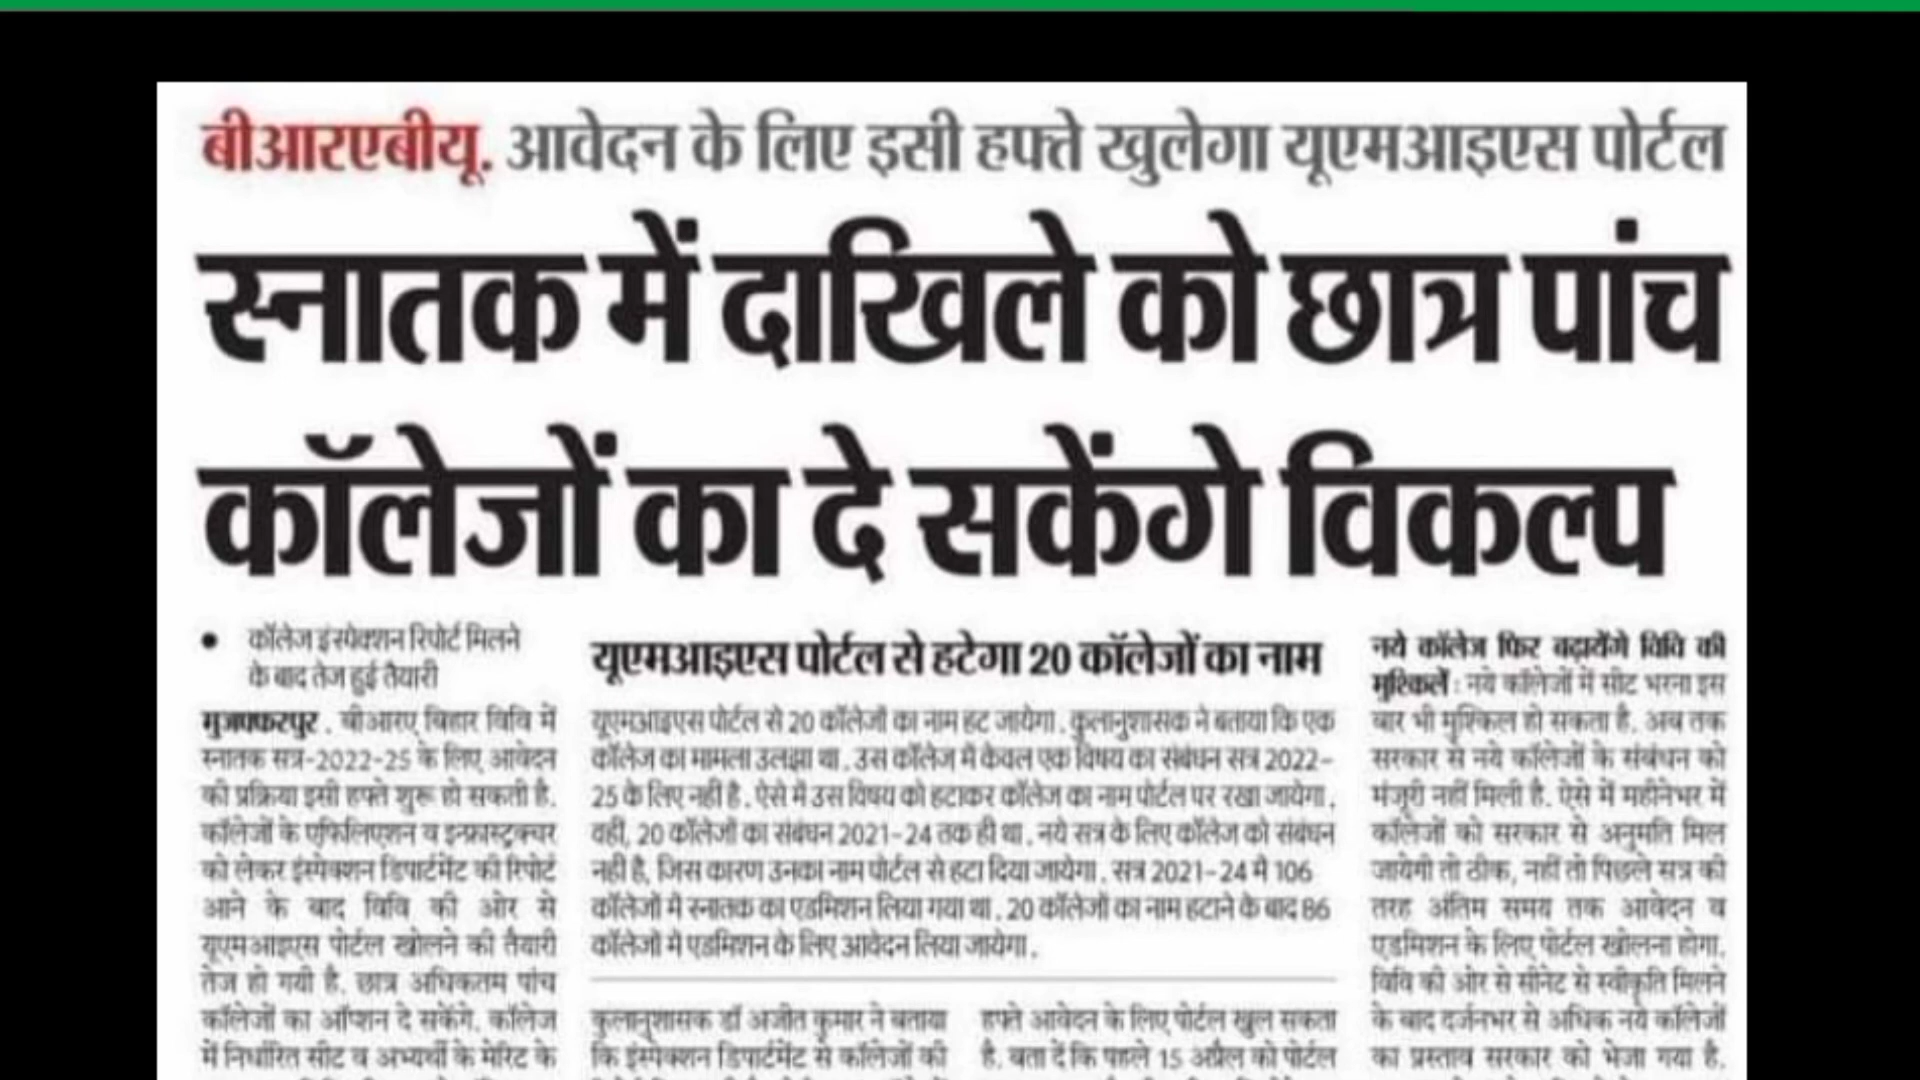 बीआरएबीयू. आवेदन के लिए इसी हफ्ते खुलेगा यूएमआइएस पोर्टल
स्नातक में दाखिले को छात्र पांच
कॉलेजों का दे सकेंगे विकल्प
● कॉलेज इंस्पेक्शन रिपोर्ट मिलने
के बाद तेज हुई तैयारी
मुजफ्फरपुर. बीआरए बिहार विवि में
स्नातक सत्र-2022-25 के लिए आवेदन
की प्रक्रिया इसी हफ्ते शुरू हो सकती है.
कॉलेजों के एफिलिएशन व इन्फ्रास्ट्रक्चर
को लेकर इंस्पेक्शन डिपार्टमेंट की रिपोर्ट
आने के बाद विवि की ओर से
यूएमआइएस पोर्टल खोलने की तैयारी
तेज हो गयी है. छात्र अधिकतम पांच
कॉलेजों का ऑप्शन दे सकेंगे. कॉलेज
में निर्धारित सीट व अभ्यर्थी के मेरिट के
यूएमआइएस पोर्टल से हटेगा 20 कॉलेजों का नाम
यूएमआइएस पोर्टल से 20 कॉलेजों का नाम हट जायेगा. कुलानुशासक ने बताया कि एक
कॉलेज का मामला उलझा था. उस कॉलेज में केवल एक विषय का संबंधन सत्र 2022-
25 के लिए नहीं है. ऐसे में उस विषय को हटाकर कॉलेज का नाम पोर्टल पर रखा जायेगा.
वहीं, 20 कॉलेजों का संबंधन 2021-24 तक ही था. नये सत्र के लिए कॉलेज को संबंधन
नहीं है, जिस कारण उनका नाम पोर्टल से हटा दिया जायेगा. सत्र 2021-24 में 106
कॉलेजों में स्नातक का एडमिशन लिया गया था. 20 कॉलेजों का नाम हटाने के बाद 86
कॉलेजों में एडमिशन के लिए आवेदन लिया जायेगा.
कुलानुशासक डॉ अजीत कुमार ने बताया
कि इंस्पेक्शन डिपार्टमेंट से कॉलेजों की
हफ्ते आवेदन के लिए पोर्टल खुल सकता
है. बता दें कि पहले 15 अप्रैल को पोर्टल
नये कॉलेज फिर बढ़ायेंगे विवि की
मुश्किलें : नये कॉलेजों में सीट भरना इस
बार भी मुश्किल हो सकता है. अब तक
सरकार से नये कॉलेजों के संबंधन को
मंजूरी नहीं मिली है. ऐसे में महीनेभर में
कॉलेजों को सरकार से अनुमति मिल
जायेगी तो ठीक, नहीं तो पिछले सत्र की
तरह अंतिम समय तक आवेदन व
एडमिशन के लिए पोर्टल खोलना होगा.
विवि की ओर से सीनेट से स्वीकृति मिलने
के बाद दर्जनभर से अधिक नये कॉलेजों
का प्रस्ताव सरकार को भेजा गया है.